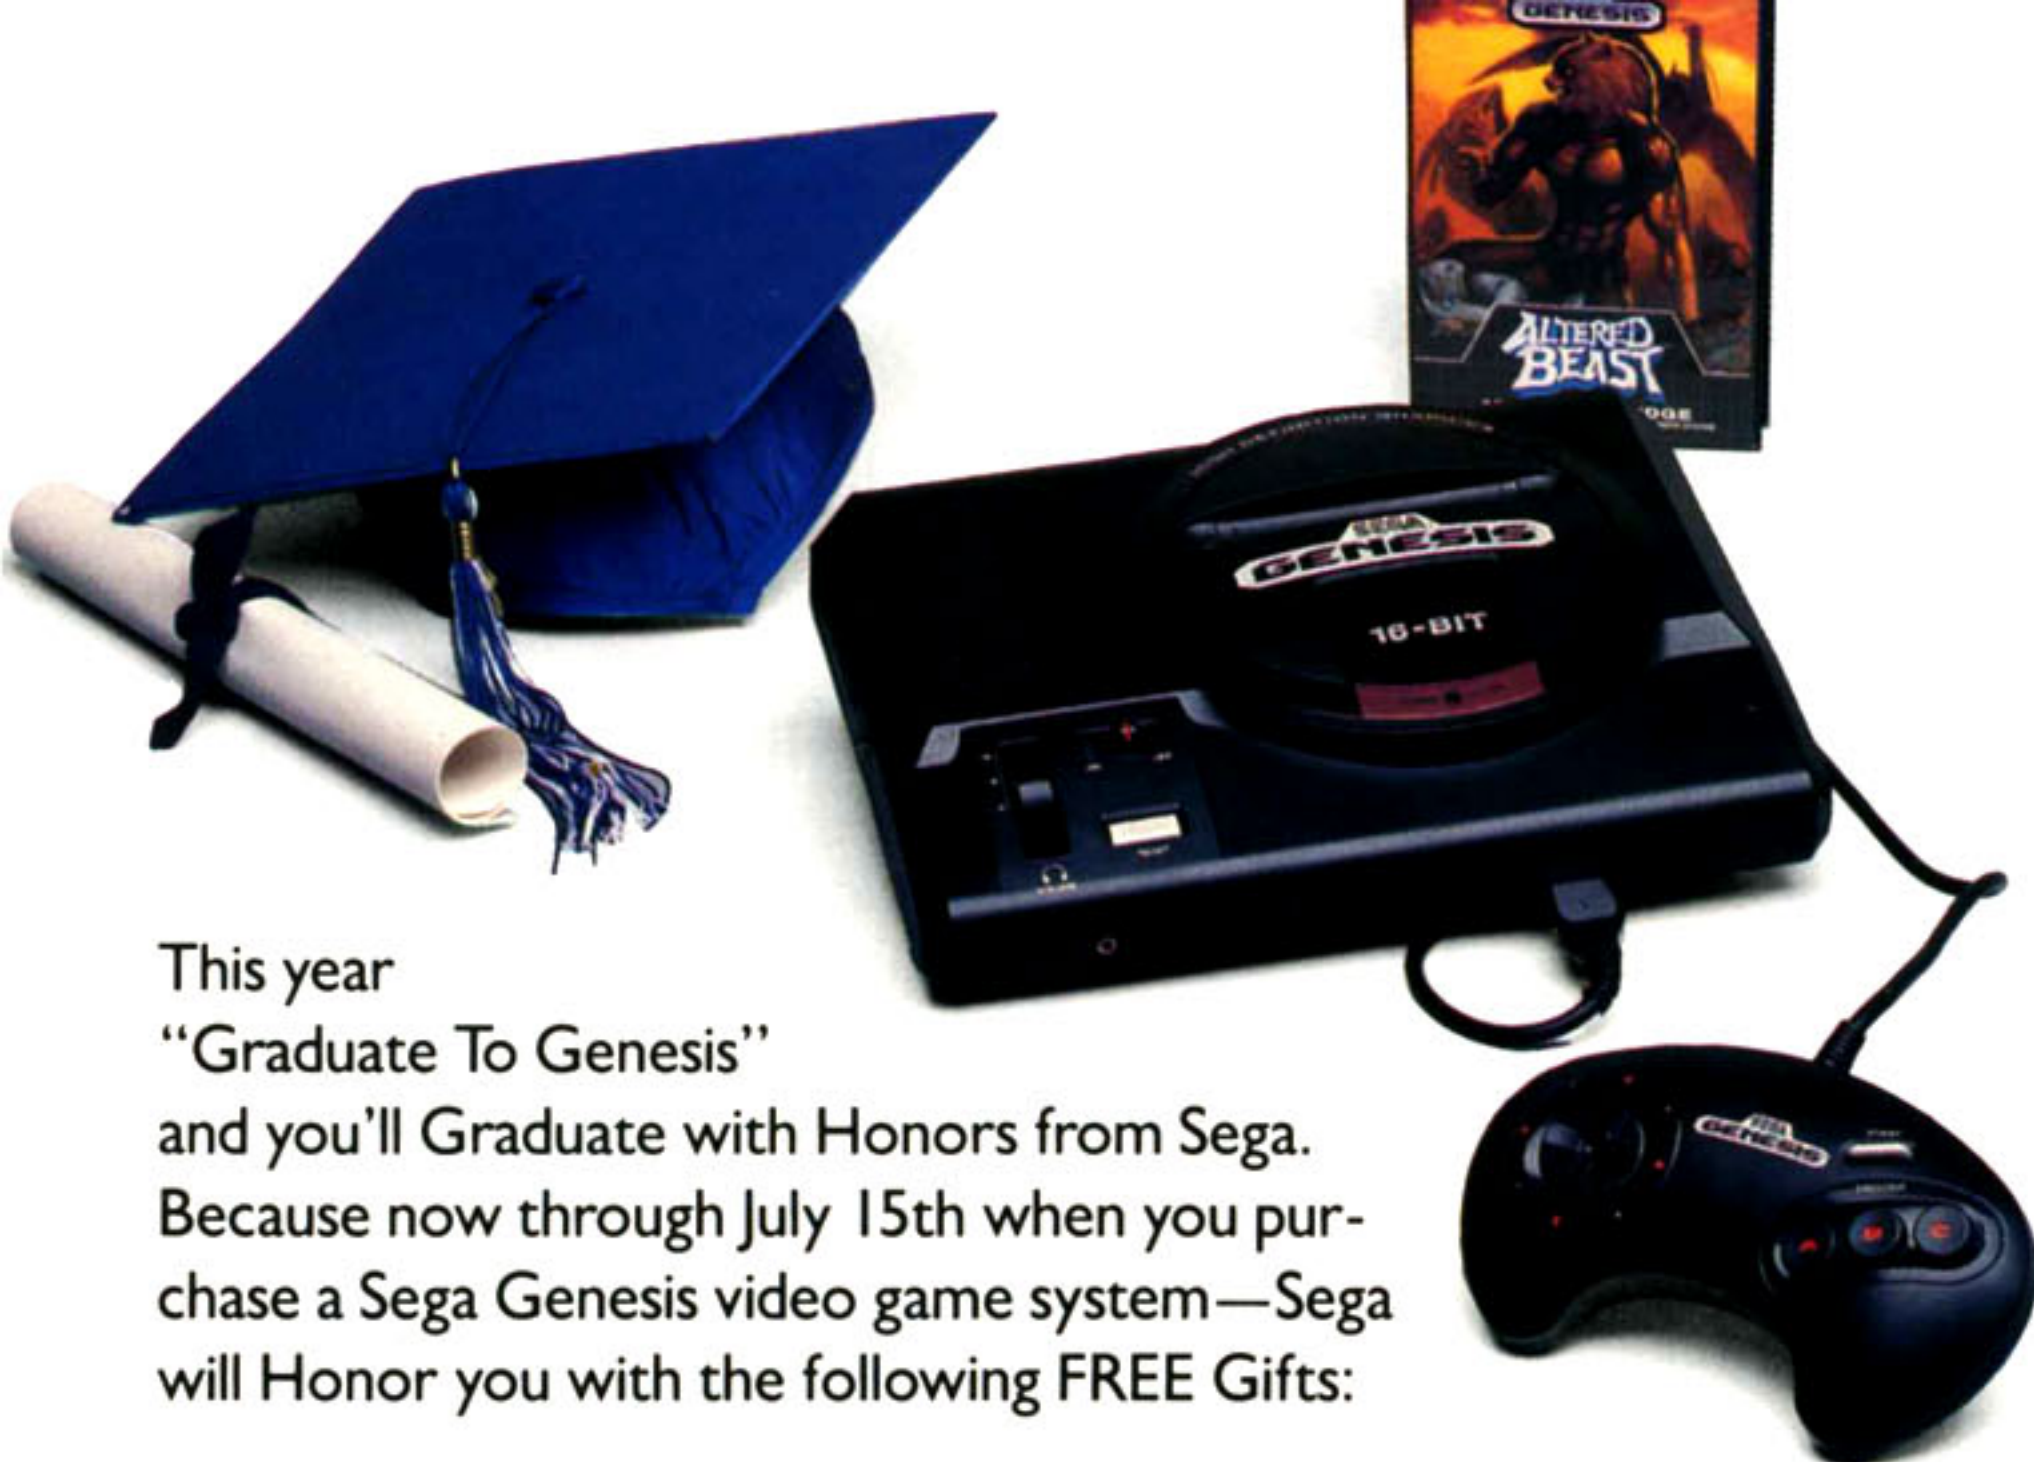 GENESIS
ALTERED
BEAST
SEGA
GENESIS
16-BIT
SEGA
GENESIS
A B C
This year
“Graduate To Genesis”
and you’ll Graduate with Honors from Sega.
Because now through July 15th when you pur-
chase a Sega Genesis video game system—Sega
will Honor you with the following FREE Gifts: